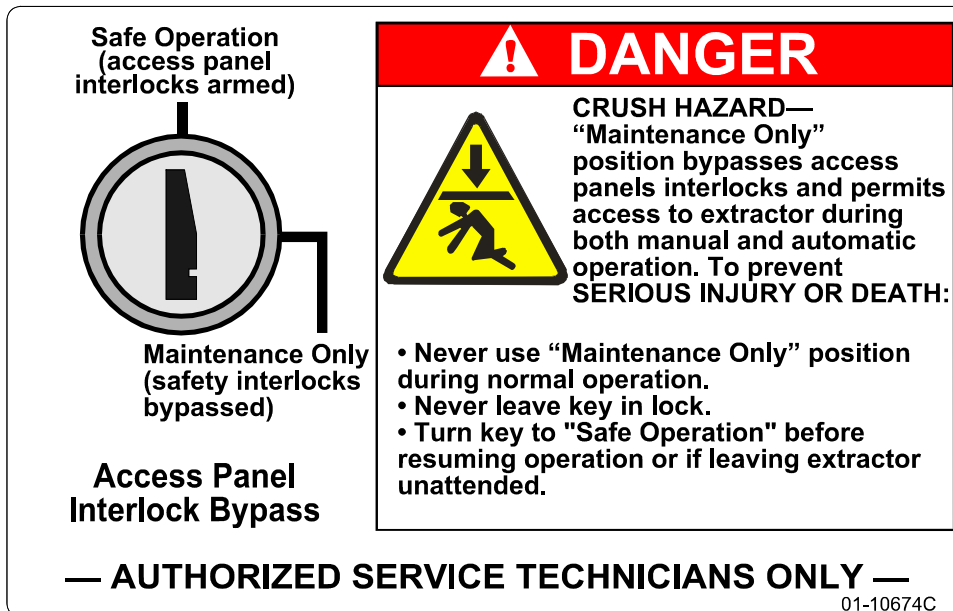 Safe Operation
(access panel
interlocks armed)
Maintenance Only
(safety interlocks
bypassed)
Access Panel
Interlock Bypass
DANGER
CRUSH HAZARD—
“Maintenance Only”
position bypasses access
panels interlocks and permits
access to extractor during
both manual and automatic
operation. To prevent
SERIOUS INJURY OR DEATH:
• Never use “Maintenance Only” position
during normal operation.
• Never leave key in lock.
• Turn key to "Safe Operation" before
resuming operation or if leaving extractor
unattended.
— AUTHORIZED SERVICE TECHNICIANS ONLY —
01-10674C